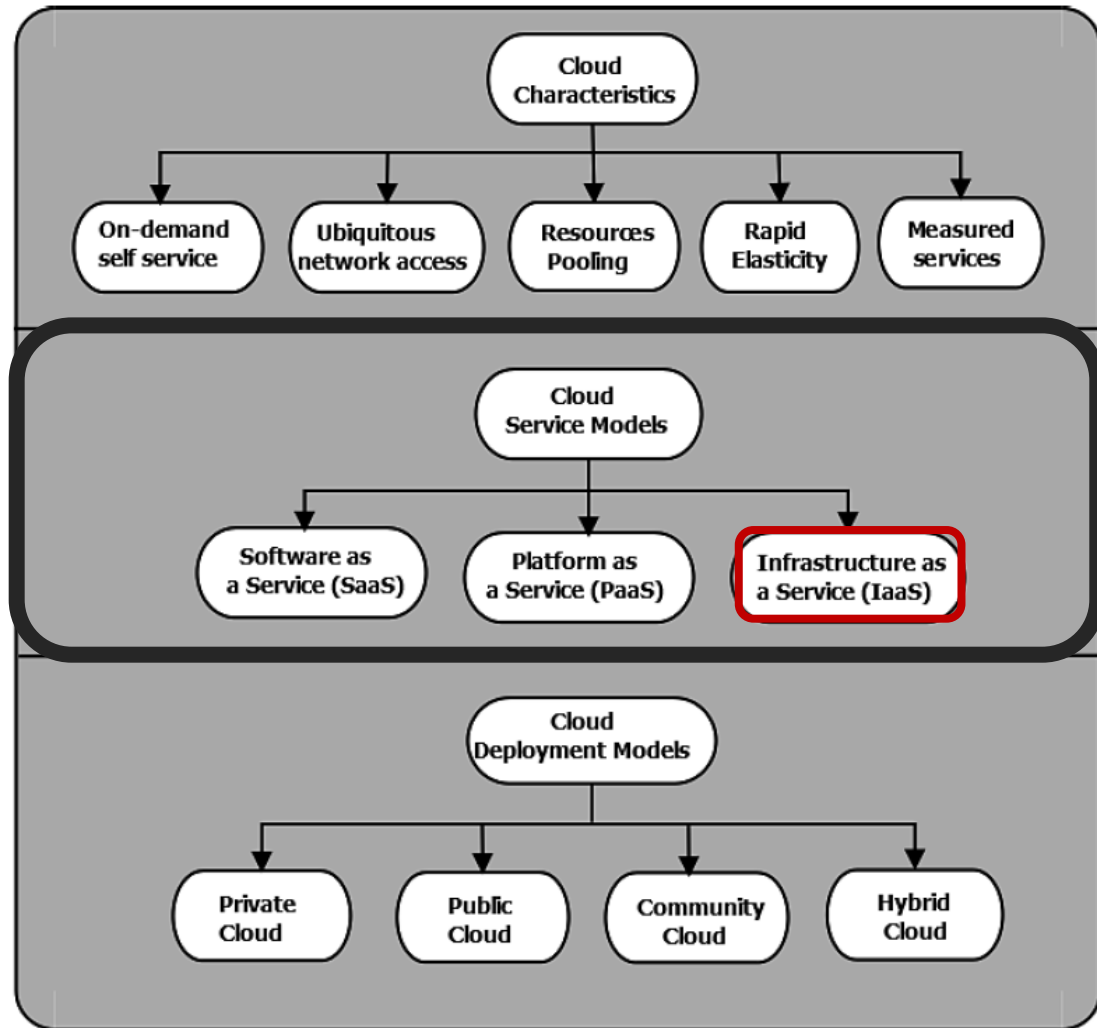 Cloud
Characteristics
On-demand
self service
Ubiquitous
network access
Resources
Pooling
Rapid
Elasticity
Measured
services
Cloud
Service Models
Software as
a Service (SaaS)
Platform as
a Service (PaaS)
Infrastructure as
a Service (IaaS)
Cloud
Deployment Models
Private
Cloud
Public
Cloud
Community
Cloud
Hybrid
Cloud